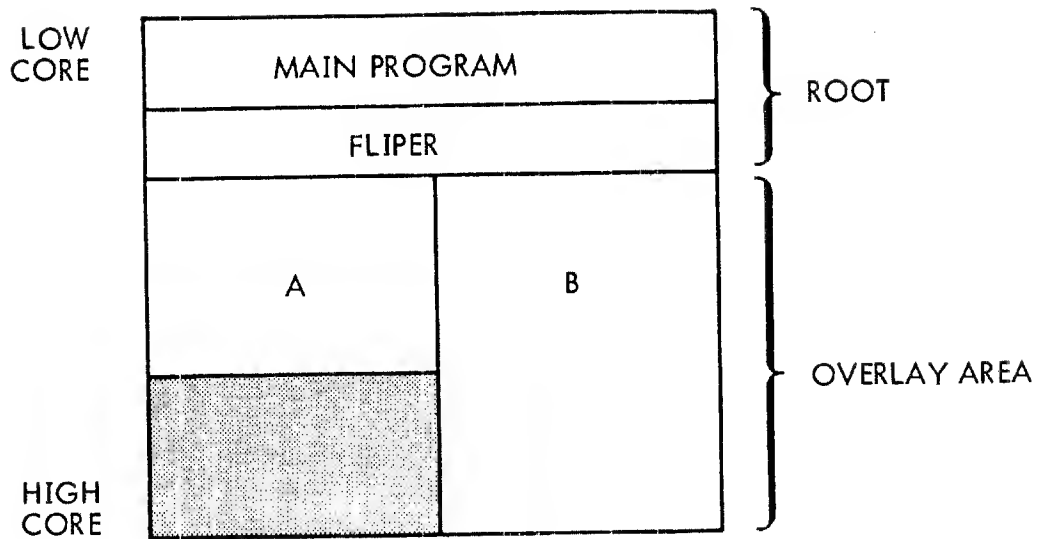 LOW
CORE
MAIN PROGRAM
ROOT
FLIPER
A
B
OVERLAY AREA
HIGH
CORE